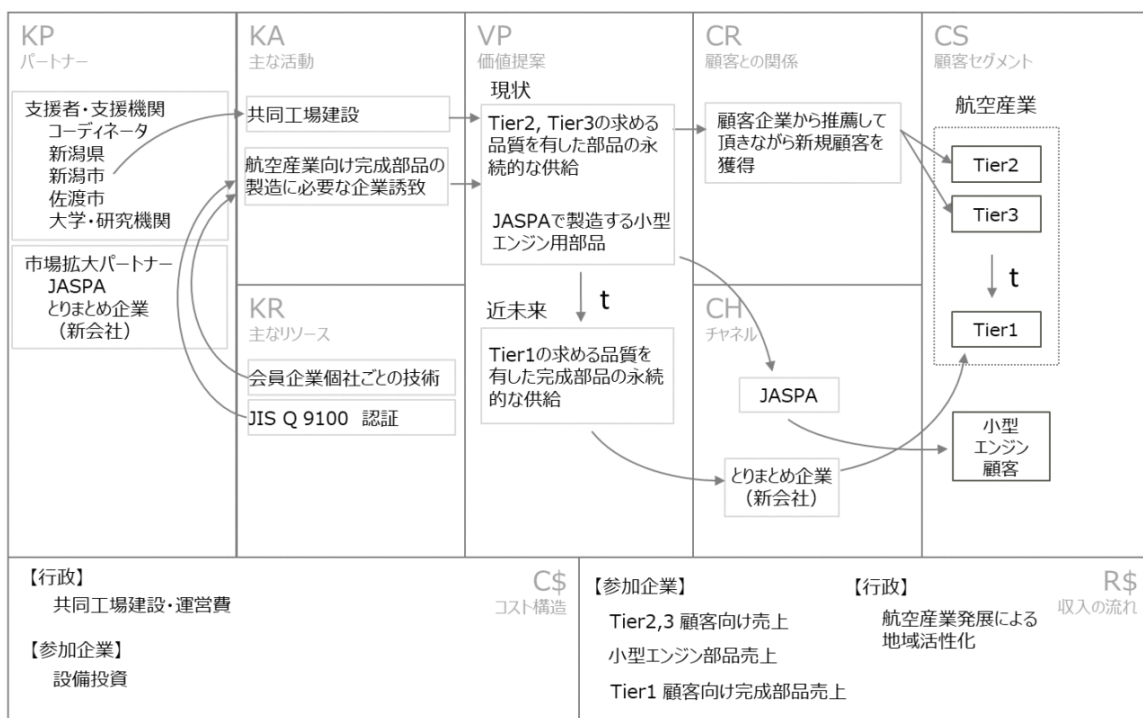 KP
パートナー
支援者・支援機関
コーディネータ
新潟県
新潟市
佐渡市
大学・研究機関
市場拡大パートナー
JASPA
とりまとめ企業
（新会社）
KA
主な活動
共同工場建設
航空産業向け完成部品の
製造に必要な企業誘致
KR
主なリソース
会員企業個社ごとの技術
JIS Q 9100 認証
VP
価値提案
現状
Tier2, Tier3の求める
品質を有した部品の永
続的な供給
JASPAで製造する小型
エンジン用部品
t
近未来
Tier1の求める品質を
有した完成部品の永続
的な供給
CR
顧客との関係
顧客企業から推薦して
頂きながら新規顧客を
獲得
CH
チャネル
JASPA
とりまとめ企業
（新会社）
CS
顧客セグメント
航空産業
Tier2
Tier3
t
Tier1
小型
エンジン
顧客
C$
コスト構造
【行政】
共同工場建設・運営費
【参加企業】
設備投資
R$
収入の流れ
【参加企業】
Tier2,3 顧客向け売上
小型エンジン部品売上
Tier1 顧客向け完成部品売上
【行政】
航空産業発展による
地域活性化